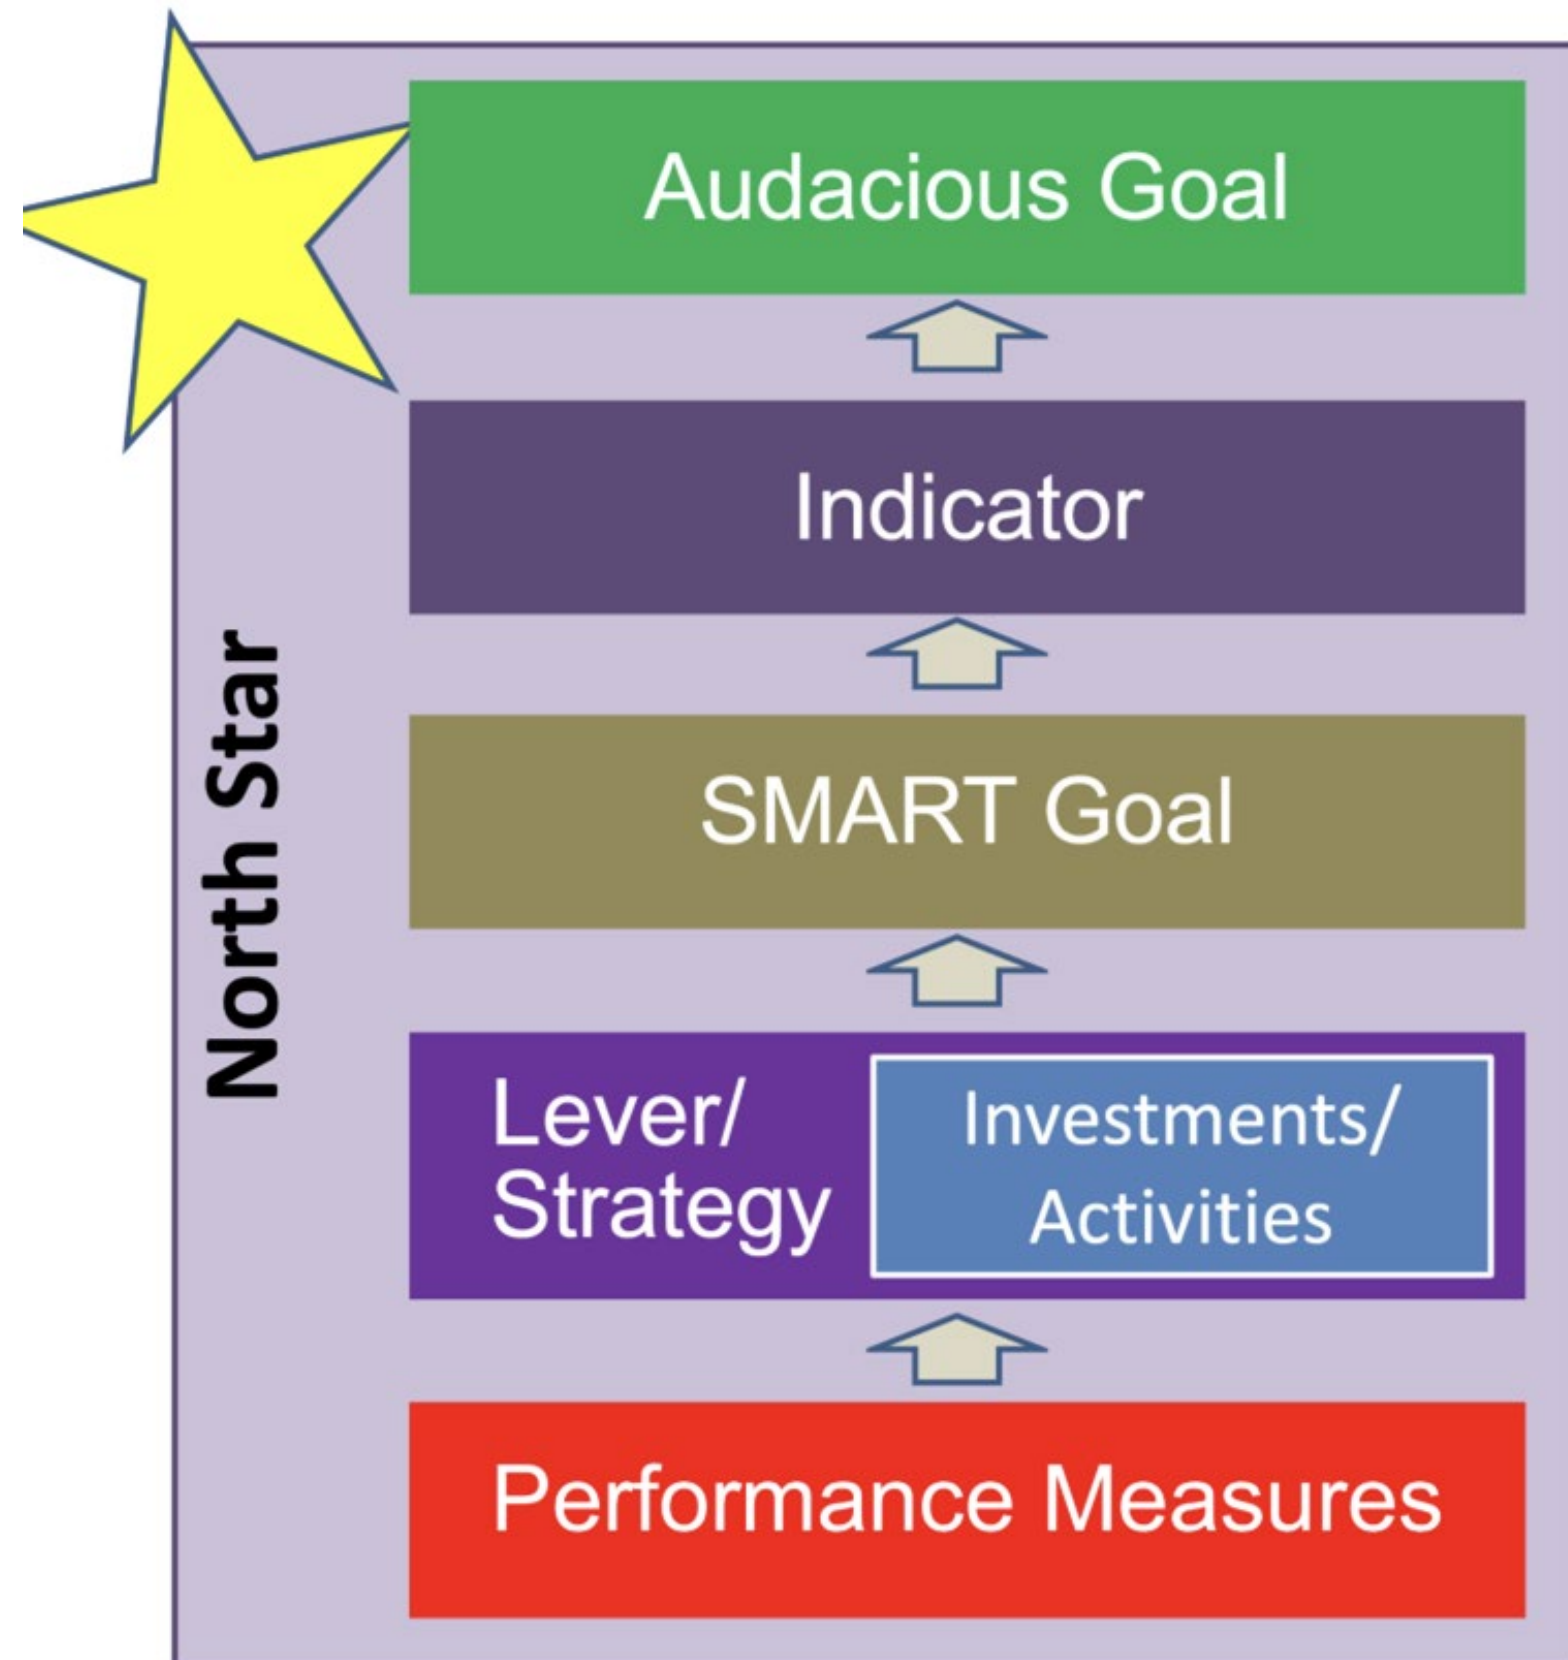 Audacious Goal
Indicator
SMART Goal
Lever/
Strategy
Investments/
Activities
Performance Measures
North Star